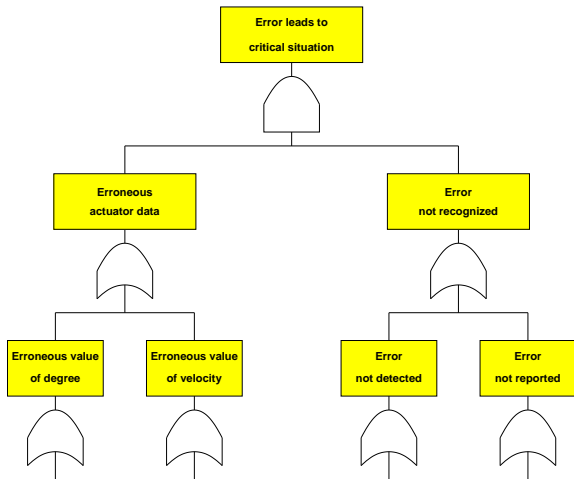 Error leads to
critical situation
Erroneous
actuator data
Error
not recognized
Erroneous value
of degree
Erroneous value
of velocity
Error
not detected
Error
not reported